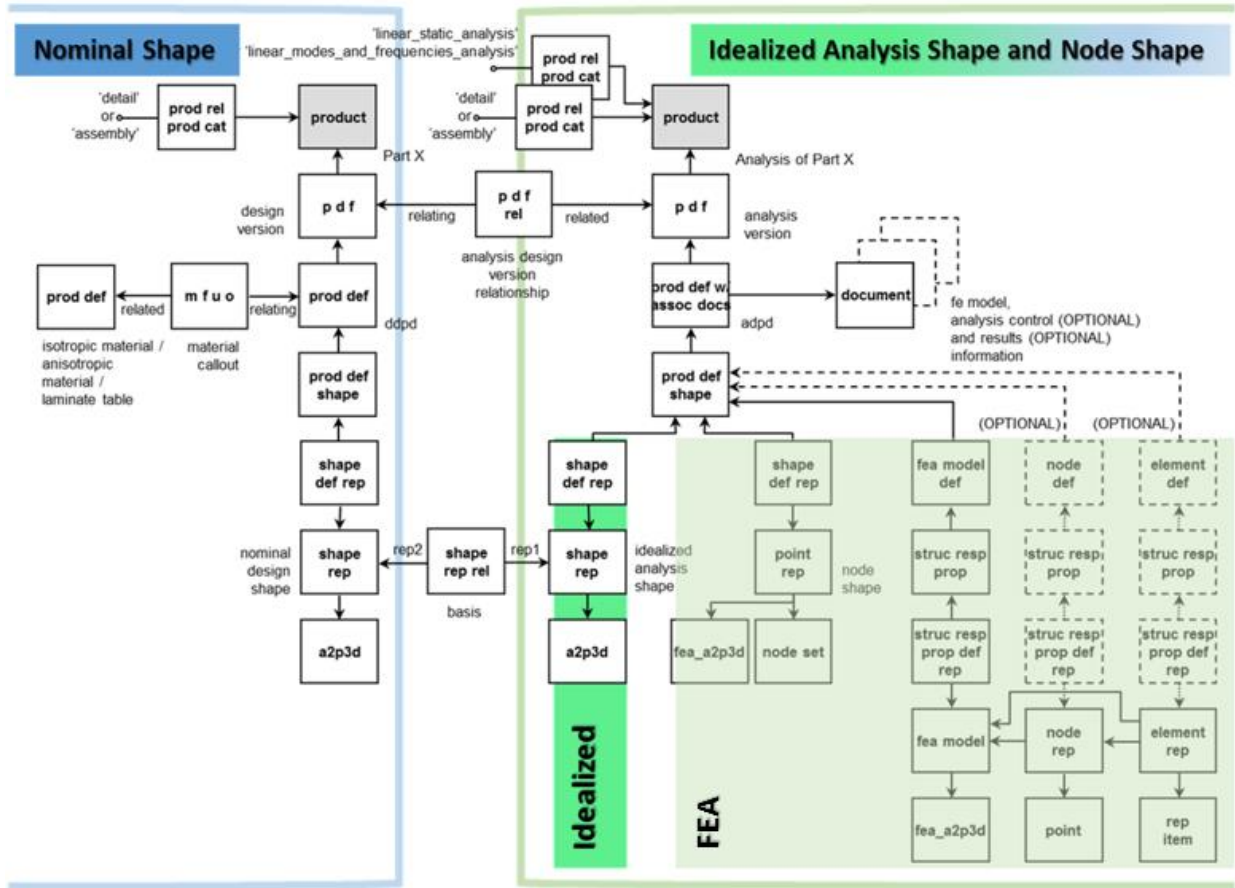 Nominal Shape
Idealized Analysis Shape and Node Shape
'linear_static_analysis'
'linear_modes_and_frequencies_analysis'
prod rel
prod cat
'detail'
or
'assembly'
prod rel
prod cat
product
Part X
'detail'
or
'assembly'
prod rel
prod cat
product
Analysis of Part X
design
version
p d f
relating
p d f
rel
related
p d f
analysis
version
analysis design
version
relationship
prod def
related
m f u o
relating
prod def
ddpd
isotropic material /
anisotropic
material /
laminate table
material
callout
prod def w/
assoc docs
adpd
document
fe model,
analysis control (OPTIONAL)
and results (OPTIONAL)
information
prod def
shape
prod def
shape
(OPTIONAL)
(OPTIONAL)
shape
def rep
shape
def rep
shape
def rep
fea model
def
node
def
element
def
nominal
design
shape
shape
rep
rep2
shape
rep rel
rep1
basis
shape
rep
idealized
analysis
shape
point
rep
node
shape
struc resp
prop
struc resp
prop
struc resp
prop
a2p3d
a2p3d
fea_a2p3d
node set
struc resp
prop def
rep
struc resp
prop def
rep
struc resp
prop def
rep
fea model
node
rep
element
rep
fea_a2p3d
point
rep
item
Idealized
FEA